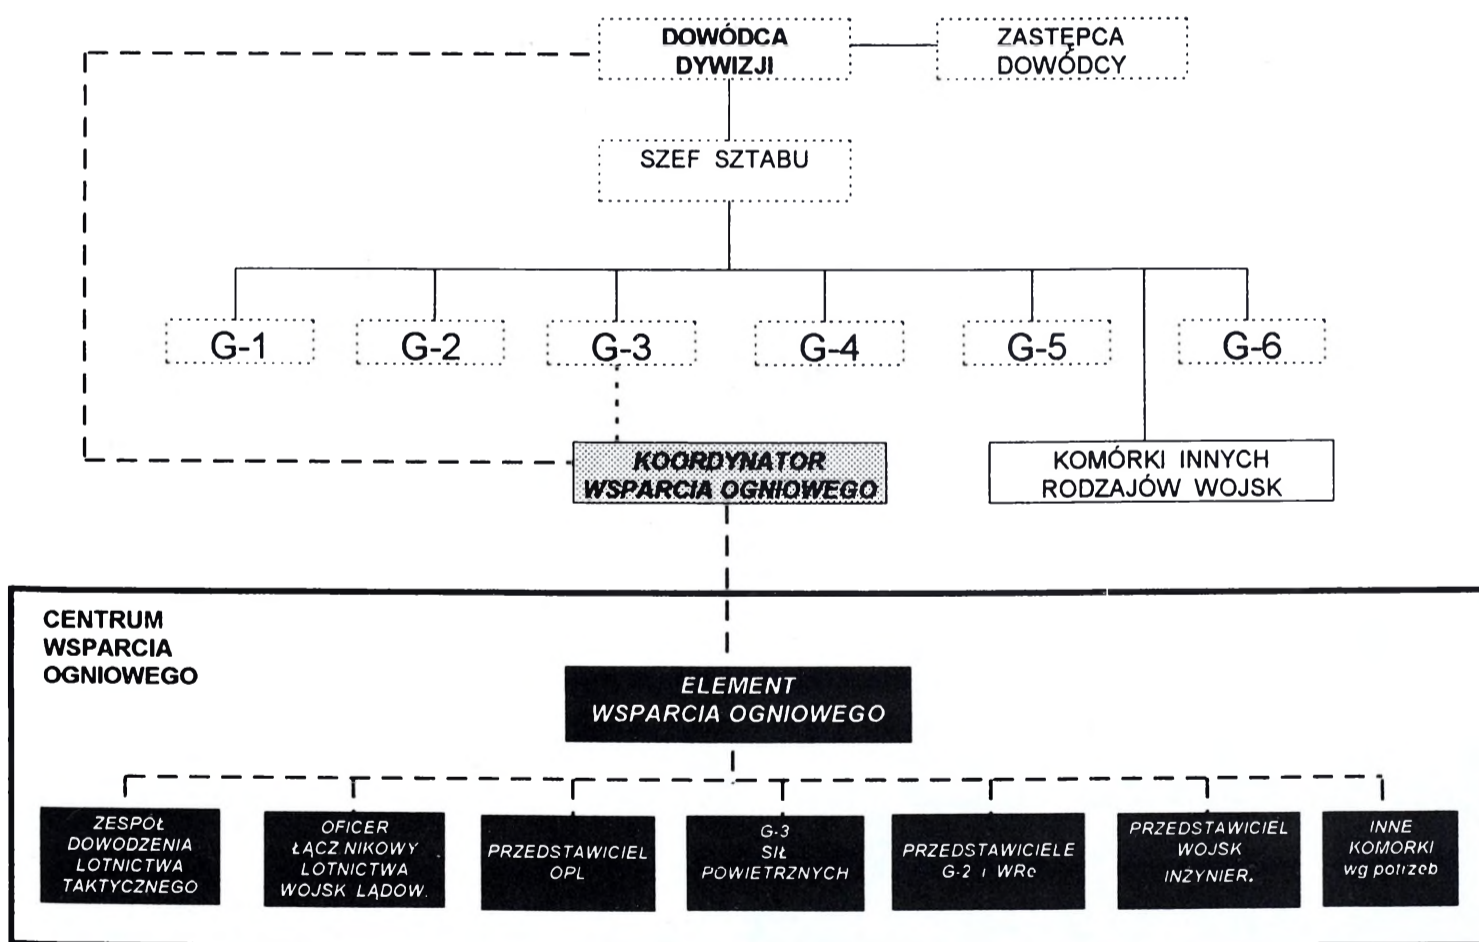 DOWÓDCA
DYWIZJI
ZASTĘPCA
DOWÓDCY
SZEF SZTABU
G-1
G-2
G-3
G-4
G-5
G-6
KOORDYNATOR
WSPARCIA OGNIOWEGO
KOMÓRKI INNYCH
RODZAJÓW WOJSK
CENTRUM
WSPARCIA
OGNIOWEGO
ELEMENT
WSPARCIA OGNIOWEGO
ZESPÓŁ
DOWODZENIA
LOTNICTWA
TAKTYCZNEGO
OFICER
ŁĄCZNIKOWY
LOTNICTWA
WOJSK LĄDOW.
PRZEDSTAWICIEL
OPL
G-3
SIŁ
POWIETRZNYCH
PRZEDSTAWICIELE
G-2 i WRe
PRZEDSTAWICIEL
WOJSK
INŻYNIER.
INNE
KOMORKI
wg potrzeb